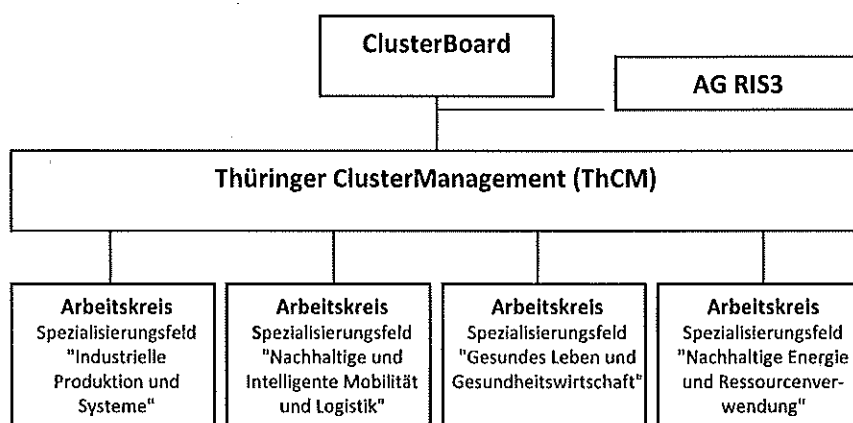 ClusterBoard
AG RIS3
Thüringer ClusterManagement (ThCM)
Arbeitskreis
Spezialisierungsfeld
"Industrielle
Produktion und
Systeme"
Arbeitskreis
Spezialisierungsfeld
"Nachhaltige und
Intelligente Mobilität
und Logistik"
Arbeitskreis
Spezialisierungsfeld
"Gesundes Leben und
Gesundheitswirtschaft"
Arbeitskreis
Spezialisierungsfeld
"Nachhaltige Energie
und Ressourcenver-
wendung"